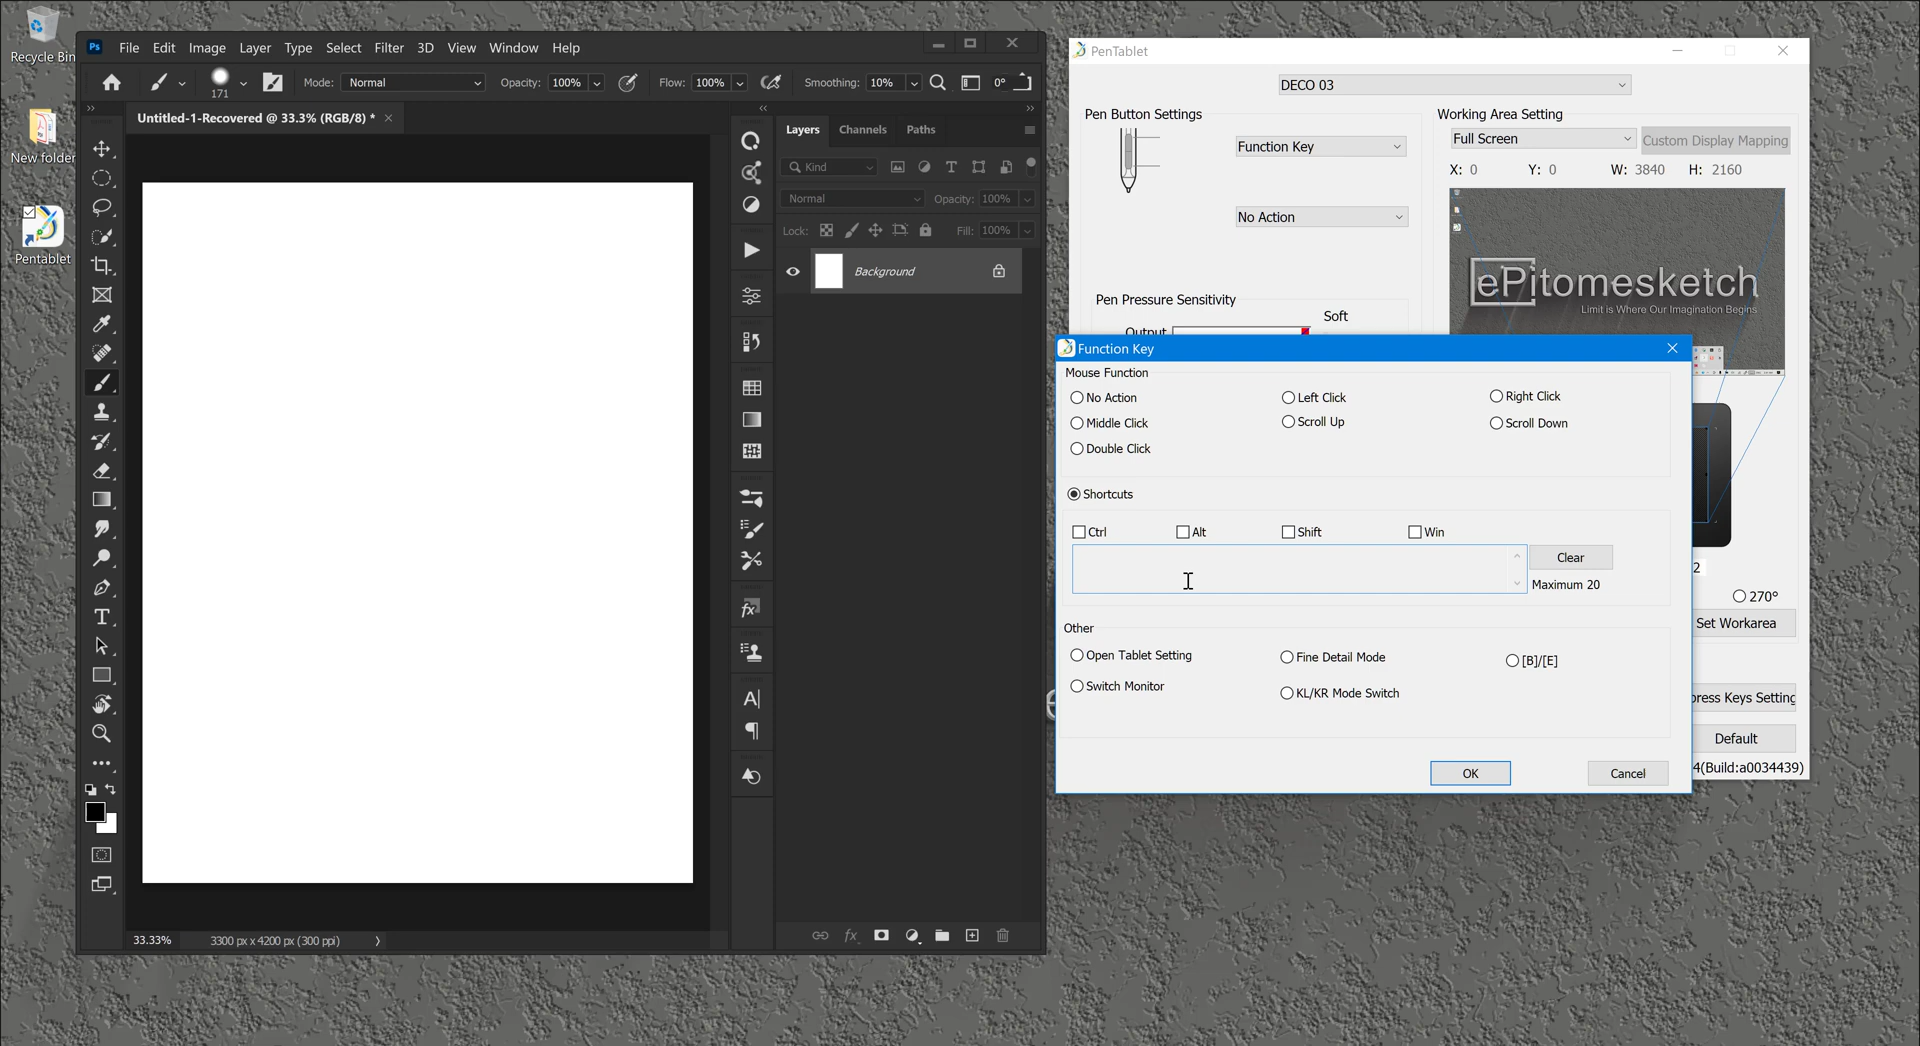 Recycle Bin
New folder
Pentablet
Ps
File Edit Image Layer Type Select Filter 3D View Window Help
171
Mode: Normal
Opacity: 100%
Flow: 100%
Smoothing: 10%
0°
Untitled-1-Recovered @ 33.3% (RGB/8) *
Layers Channels Paths
Kind
Normal
Opacity: 100%
Lock:
Fill: 100%
Background
fx
33.33%
3300 px x 4200 px (300 ppi)
fx
PenTablet
DECO 03
Pen Button Settings
Function Key
No Action
Pen Pressure Sensitivity
Soft
Output
Working Area Setting
Full Screen
Custom Display Mapping
X: 0 Y: 0 W: 3840 H: 2160
ePitomesketch
Limit is Where Our Imagination Begins
2
270°
Set Workarea
press Keys Setting
Default
4(Build:a0034439)
Function Key
Mouse Function
No Action Left Click Right Click
Middle Click Scroll Up Scroll Down
Double Click
Shortcuts
Ctrl Alt Shift Win
Clear
Maximum 20
Other
Open Tablet Setting Fine Detail Mode [B]/[E]
Switch Monitor KL/KR Mode Switch
OK Cancel